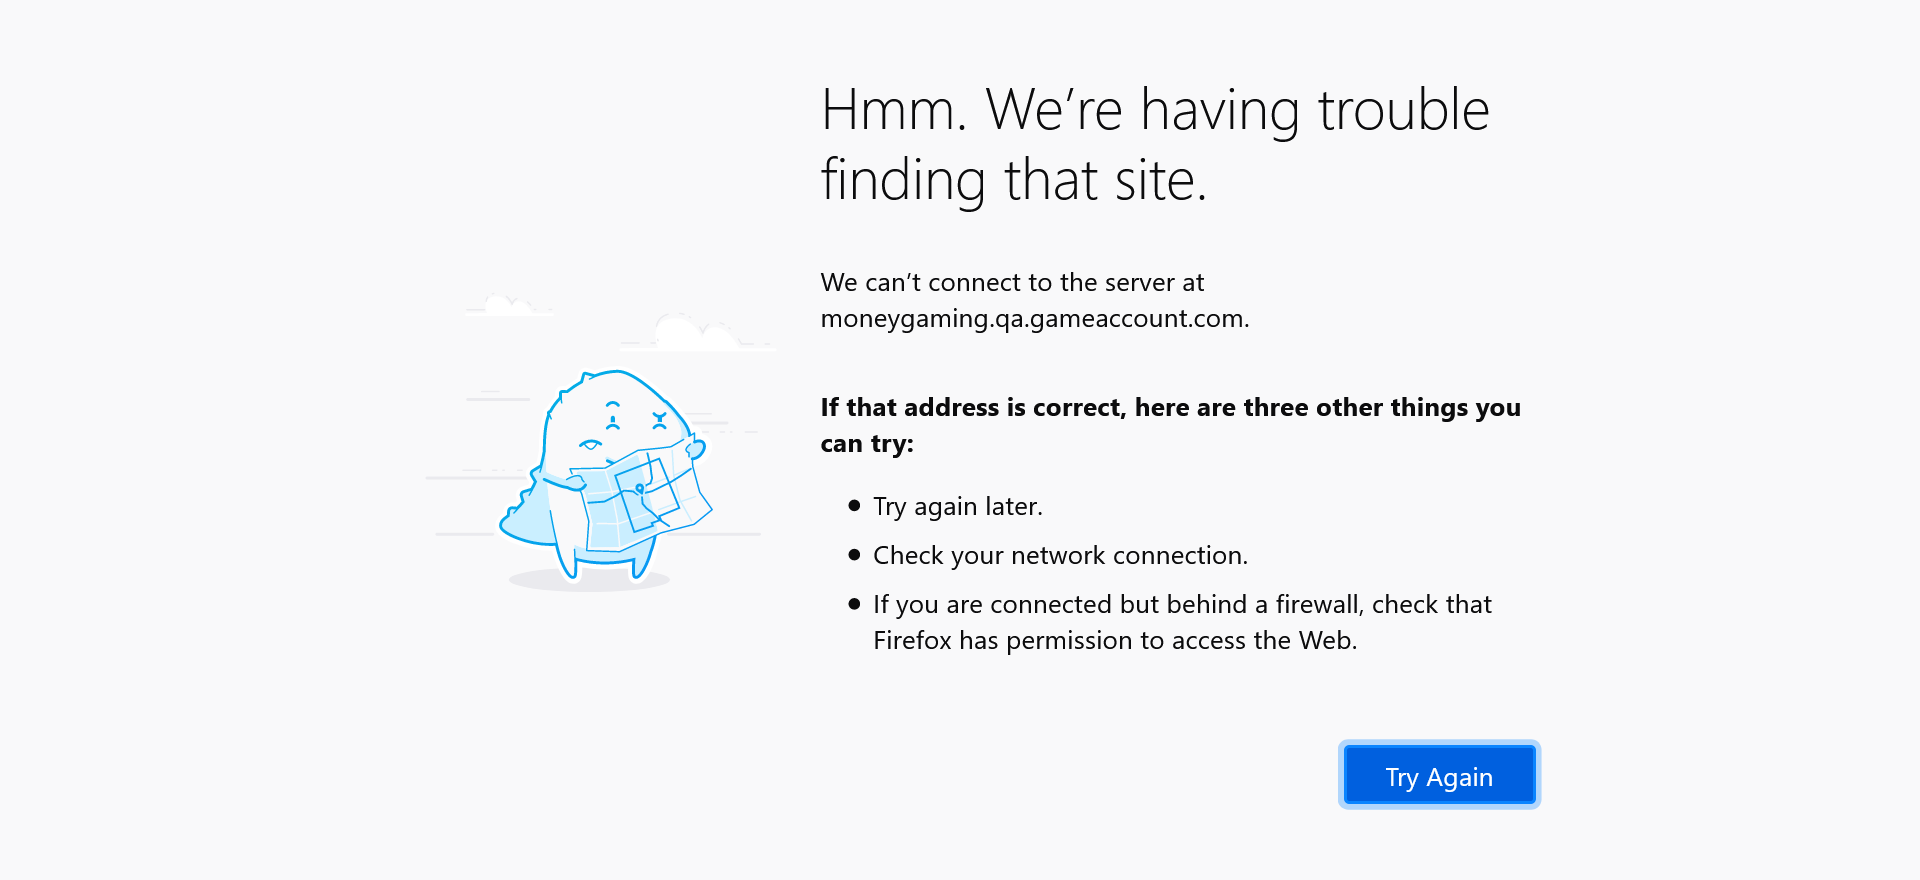 Hmm. We’re having trouble
finding that site.
We can’t connect to the server at
moneygaming.qa.gameaccount.com.
If that address is correct, here are three other things you
can try:
• Try again later.
• Check your network connection.
• If you are connected but behind a firewall, check that
Firefox has permission to access the Web.
Try Again